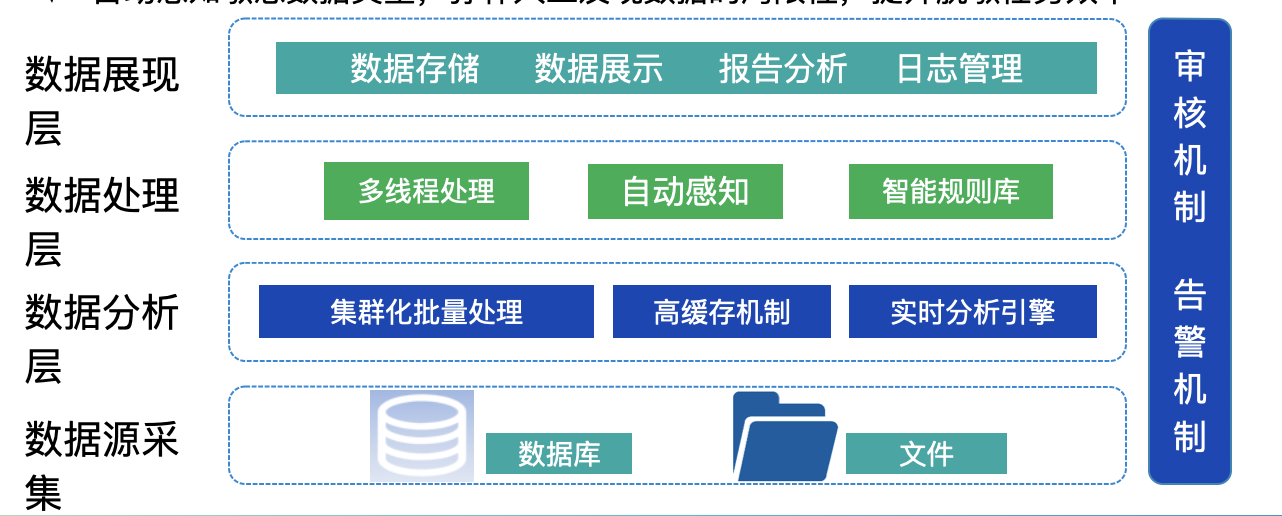 数据展现
层
数据存储 数据展示 报告分析 日志管理
数据处理
层
多线程处理 自动感知 智能规则库
数据分析
层
集群化批量处理 高缓存机制 实时分析引擎
数据源采
集
数据库 文件
审核机制 告警机制